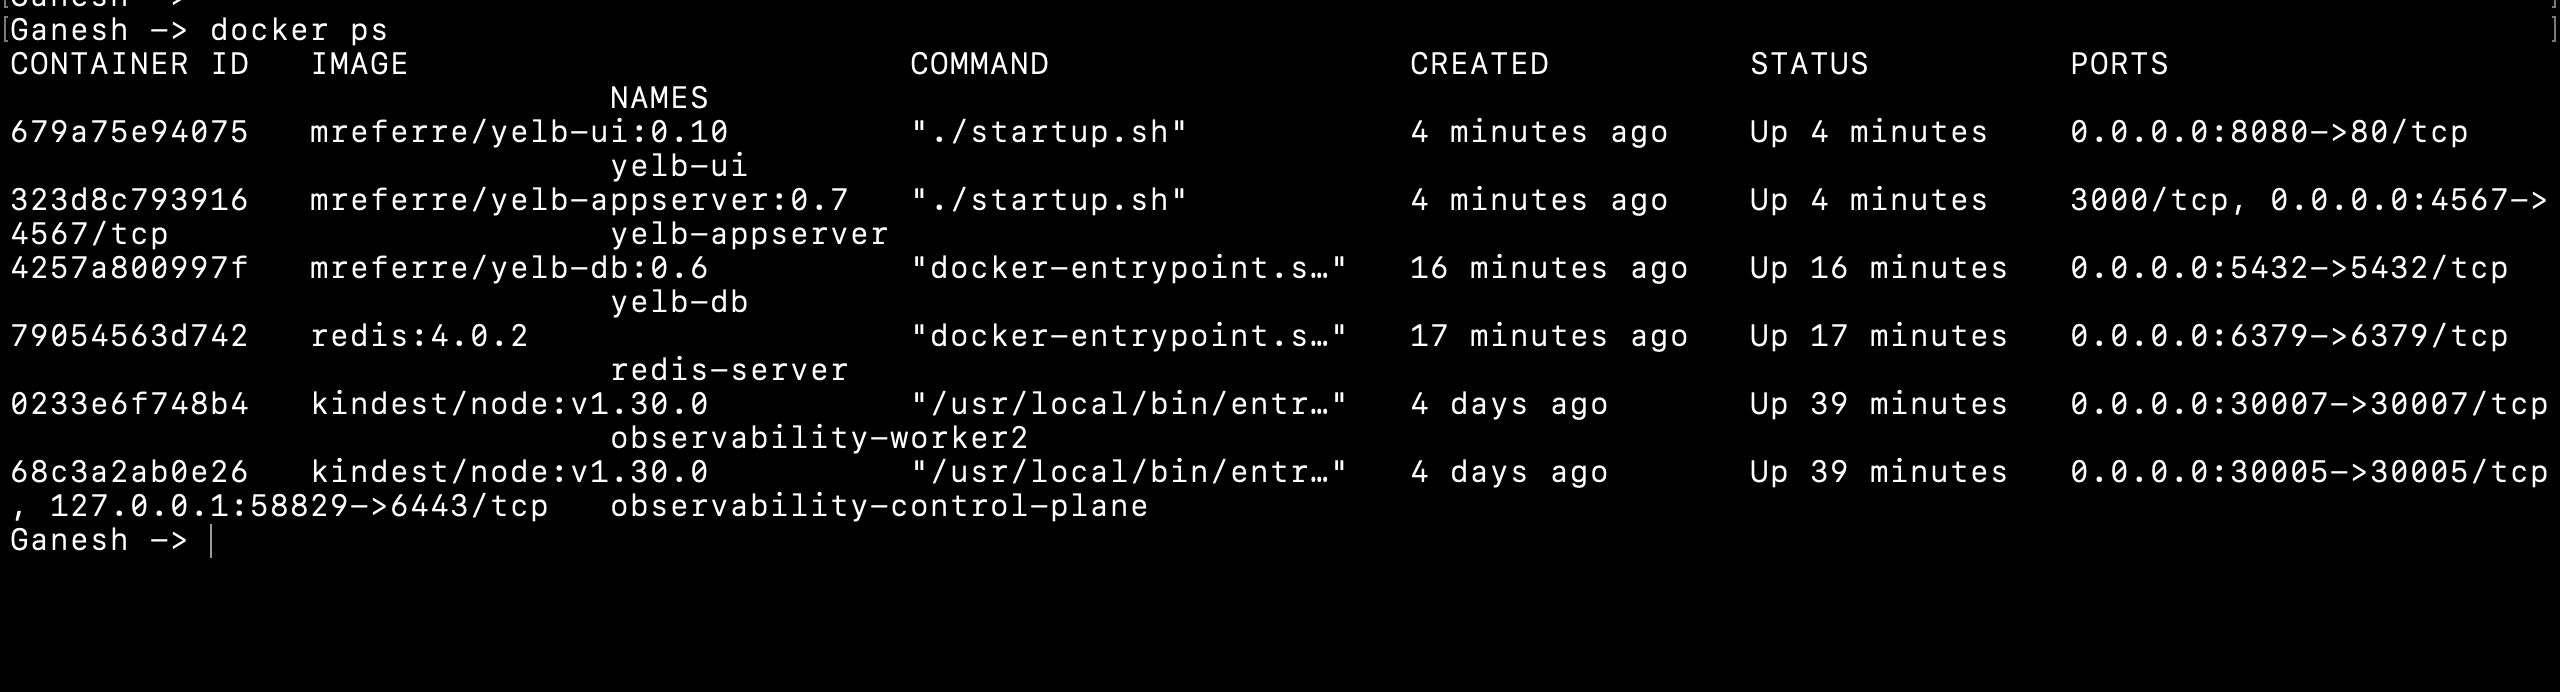 Ganesh ->
[Ganesh -> docker ps ]
CONTAINER ID   IMAGE                         COMMAND                  CREATED          STATUS          PORTS
                              NAMES
679a75e94075   mreferre/yelb-ui:0.10         "./startup.sh"           4 minutes ago    Up 4 minutes    0.0.0.0:8080->80/tcp
                              yelb-ui
323d8c793916   mreferre/yelb-appserver:0.7   "./startup.sh"           4 minutes ago    Up 4 minutes    3000/tcp, 0.0.0.0:4567->
4567/tcp                      yelb-appserver
4257a800997f   mreferre/yelb-db:0.6          "docker-entrypoint.s…"   16 minutes ago   Up 16 minutes   0.0.0.0:5432->5432/tcp
                              yelb-db
79054563d742   redis:4.0.2                   "docker-entrypoint.s…"   17 minutes ago   Up 17 minutes   0.0.0.0:6379->6379/tcp
                              redis-server
0233e6f748b4   kindest/node:v1.30.0          "/usr/local/bin/entr…"   4 days ago       Up 39 minutes   0.0.0.0:30007->30007/tcp
                              observability-worker2
68c3a2ab0e26   kindest/node:v1.30.0          "/usr/local/bin/entr…"   4 days ago       Up 39 minutes   0.0.0.0:30005->30005/tcp
, 127.0.0.1:58829->6443/tcp   observability-control-plane
Ganesh ->